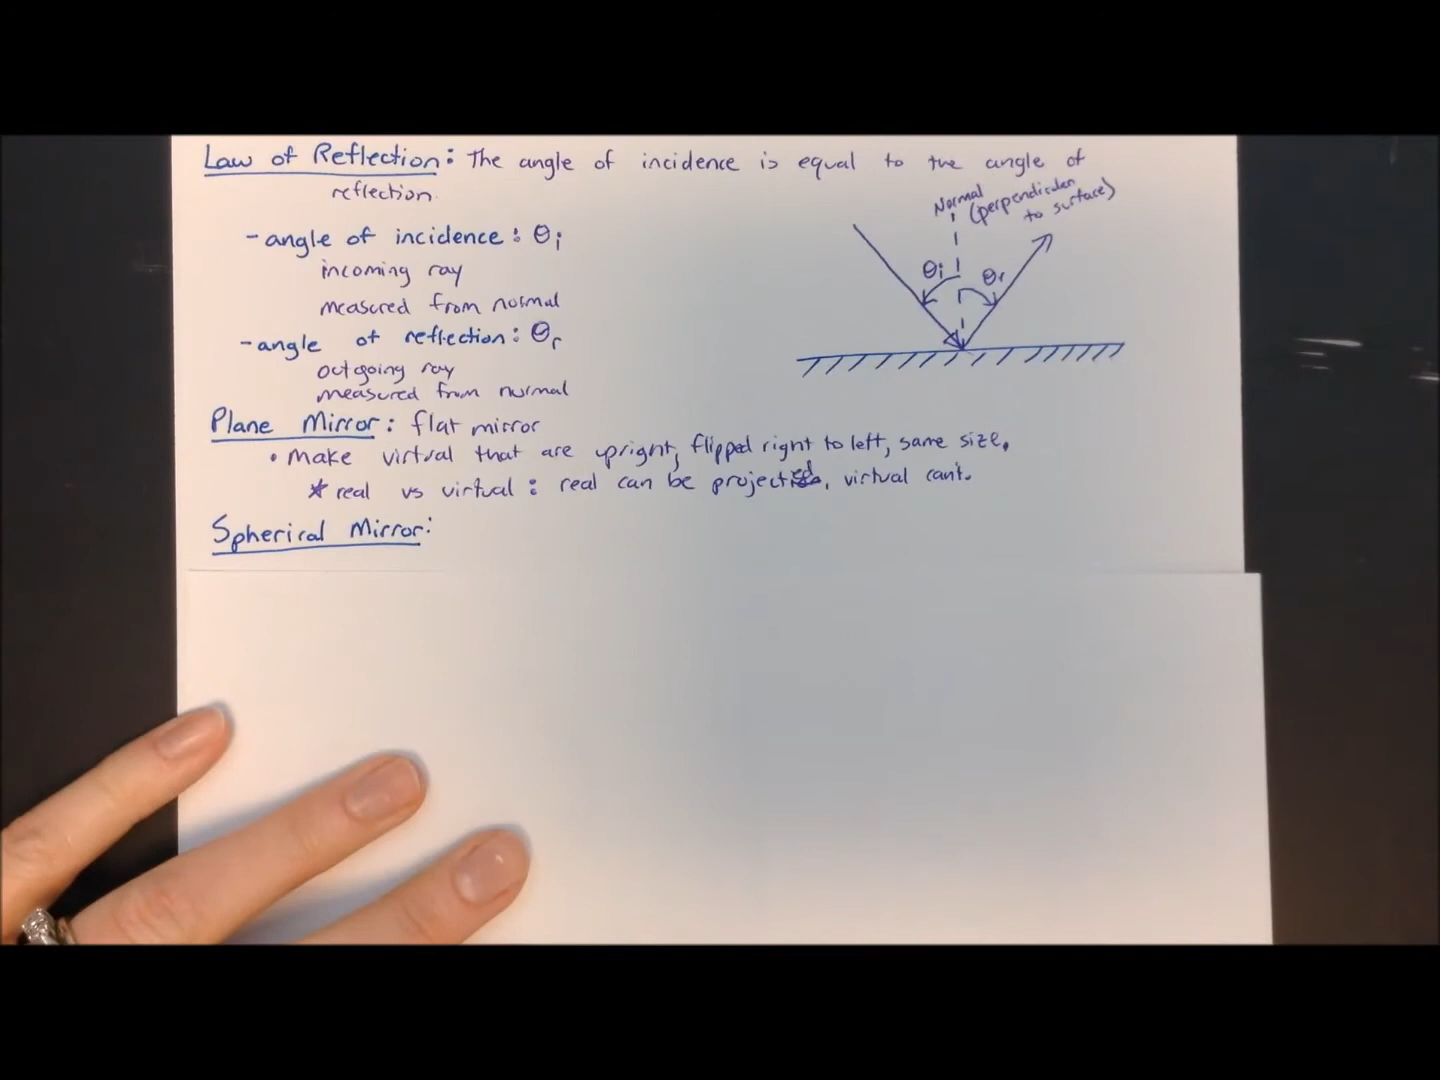 Law of Reflection: The angle of incidence is equal to the angle of
reflection.
Normal
(perpendicular
to surface)
- angle of incidence: θi
incoming ray
measured from normal
θi
θr
- angle of reflection: θr
outgoing ray
measured from normal
Plane Mirror: flat mirror
• Make virtual that are upright, flipped right to left, same size.
* real vs virtual: real can be projected, virtual can't.
Spherical Mirror: